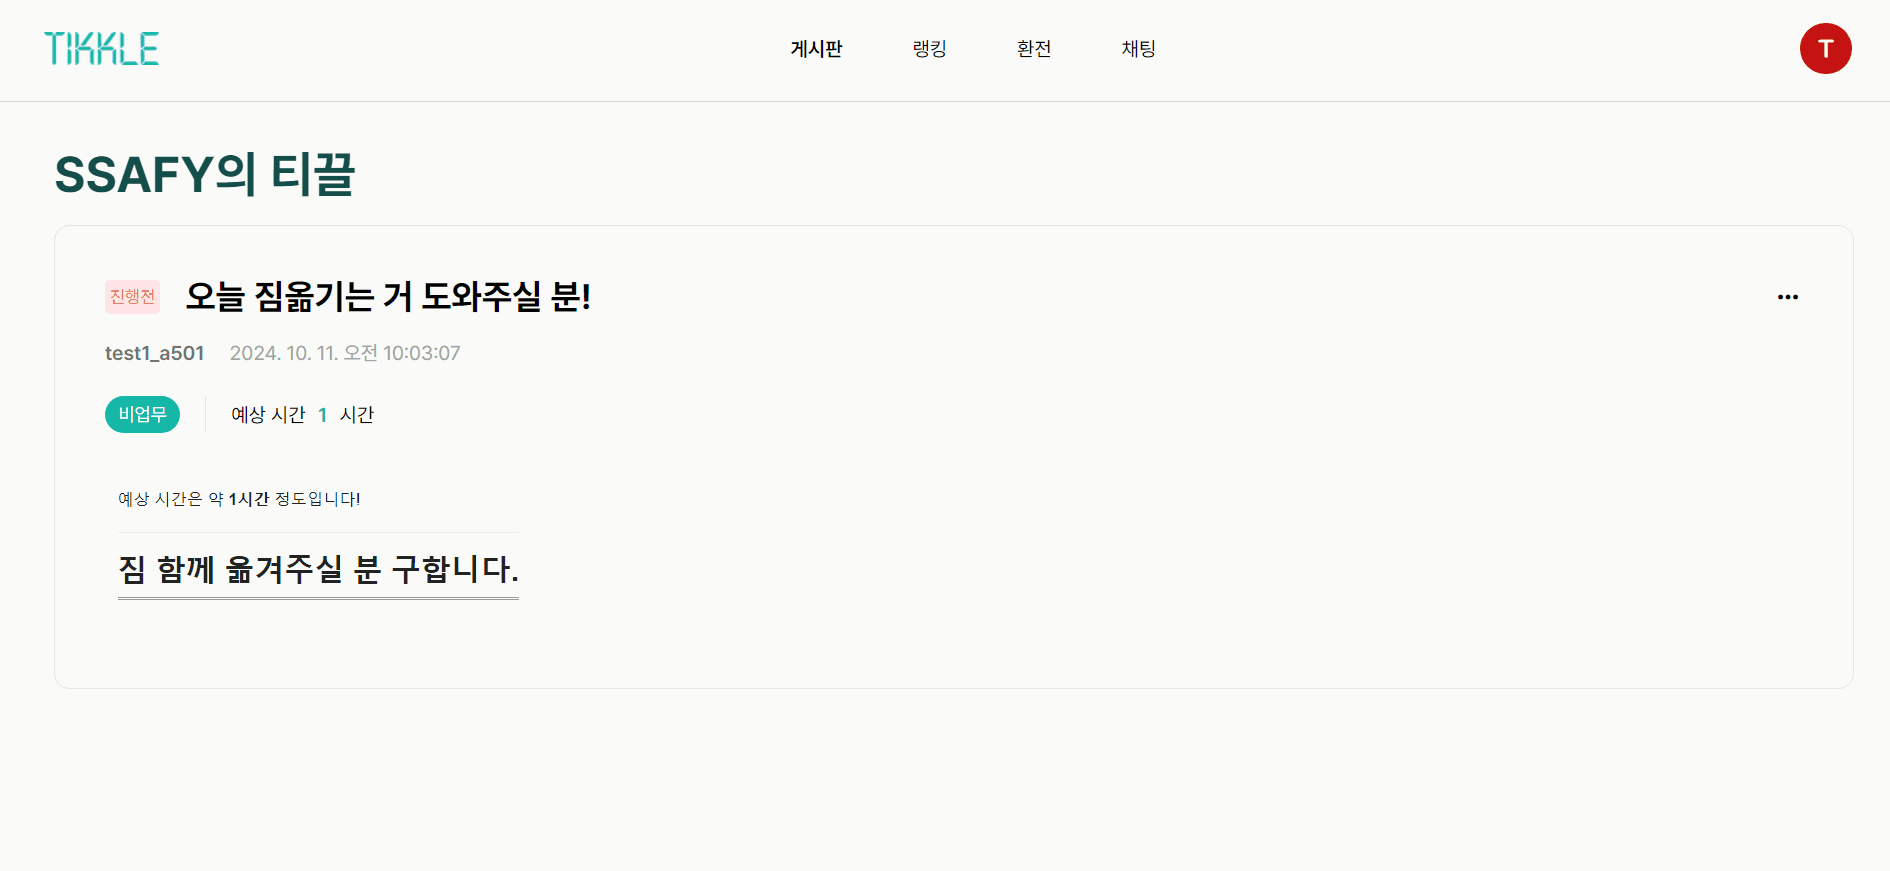 TIKKLE
게시판 랭킹 환전 채팅
T
SSAFY의 티끌
진행전 오늘 짐옮기는 거 도와주실 분!
test1_a501 2024. 10. 11. 오전 10:03:07
비업무 예상 시간 1 시간
예상 시간은 약 1시간 정도입니다!
짐 함께 옮겨주실 분 구합니다.